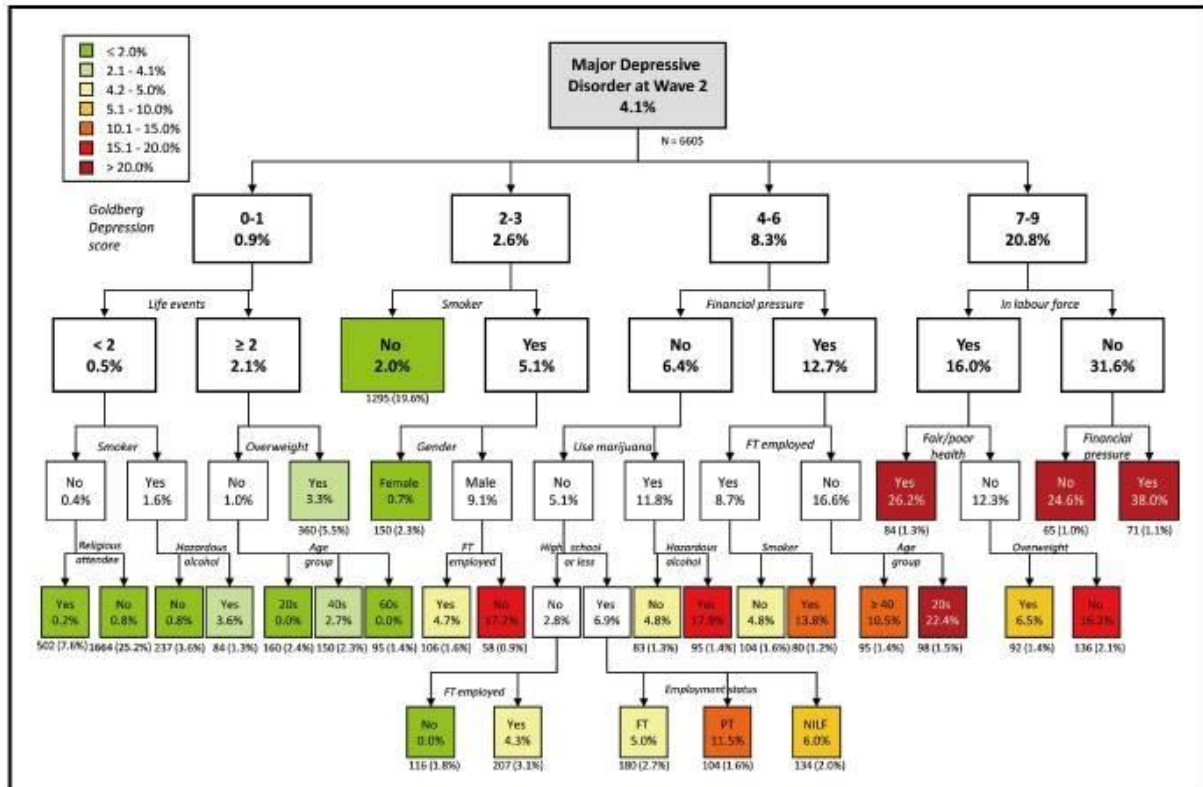 ≤ 2.0%
2.1 - 4.1%
4.2 - 5.0%
5.1 - 10.0%
10.1 - 15.0%
15.1 - 20.0%
> 20.0%
Major Depressive
Disorder at Wave 2
4.1%
N = 6605
Goldberg
Depression
score
0-1
0.9%
2-3
2.6%
4-6
8.3%
7-9
20.8%
Life events
Smoker
Financial pressure
In labour force
< 2
0.5%
≥ 2
2.1%
No
2.0%
Yes
5.1%
No
6.4%
Yes
12.7%
Yes
16.0%
No
31.6%
1295 (19.6%)
Smoker
Overweight
Gender
Use marijuana
FT employed
Fair/poor
health
Financial
pressure
No
0.4%
Yes
1.6%
No
1.0%
Yes
3.3%
Female
0.7%
Male
9.1%
No
5.1%
Yes
11.8%
Yes
8.7%
No
16.6%
Yes
26.2%
No
12.3%
No
24.6%
Yes
38.0%
360 (5.5%)
150 (2.3%)
84 (1.3%)
65 (1.0%)
71 (1.1%)
Religious
attendee
Hazardous
alcohol
Age
group
FT
employed
High school
or less
Hazardous
alcohol
Smoker
Age
group
Overweight
Yes
0.2%
No
0.8%
No
0.8%
Yes
3.6%
20s
0.0%
40s
2.7%
60s
0.0%
Yes
4.7%
No
17.2%
No
2.8%
Yes
6.9%
No
4.8%
Yes
17.9%
No
4.8%
Yes
13.8%
≥ 40
10.5%
20s
22.4%
Yes
6.5%
No
16.2%
502 (7.6%)
1664 (25.2%)
237 (3.6%)
84 (1.3%)
160 (2.4%)
150 (2.3%)
95 (1.4%)
106 (1.6%)
58 (0.9%)
83 (1.3%)
95 (1.4%)
104 (1.6%)
80 (1.2%)
95 (1.4%)
98 (1.5%)
92 (1.4%)
136 (2.1%)
FT employed
Employment status
No
0.0%
Yes
4.3%
FT
5.0%
PT
11.5%
NILF
6.0%
116 (1.8%)
207 (3.1%)
180 (2.7%)
104 (1.6%)
134 (2.0%)